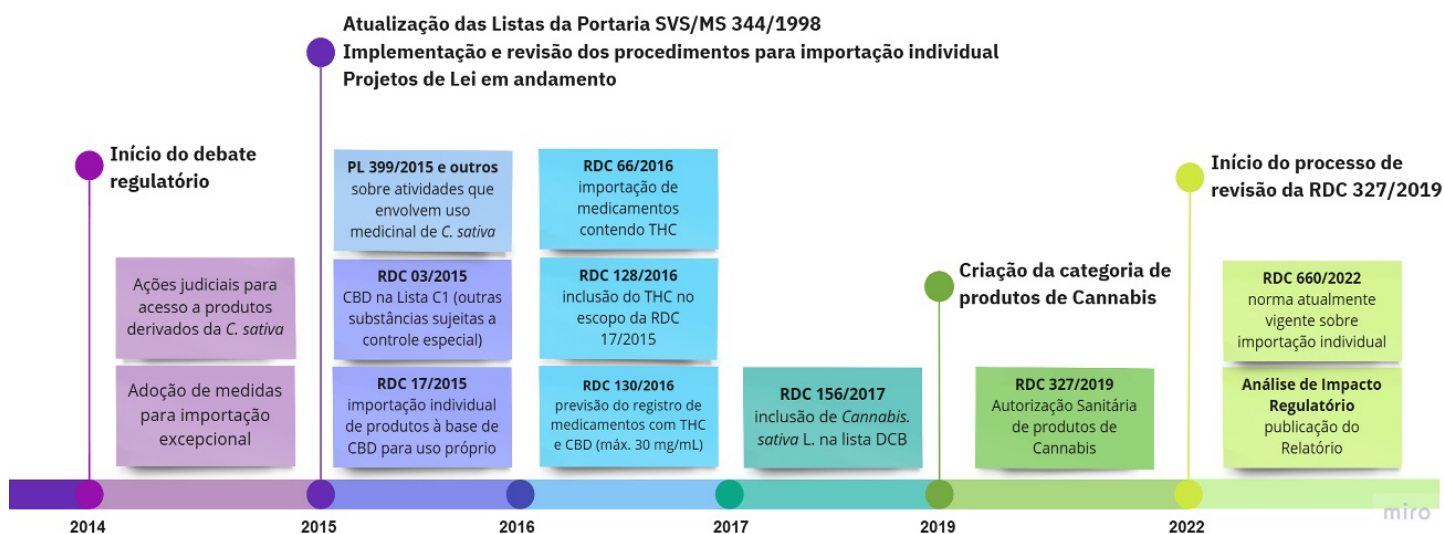 Atualização das Listas da Portaria SVS/MS 344/1998
Implementação e revisão dos procedimentos para importação individual
Projetos de Lei em andamento
Início do debate
regulatório
Ações judiciais para
acesso a produtos
derivados da C. sativa
Adoção de medidas
para importação
excepcional
PL 399/2015 e outros
sobre atividades que
envolvem uso
medicinal de C. sativa
RDC 03/2015
CBD na Lista C1 (outras
substâncias sujeitas a
controle especial)
RDC 17/2015
importação individual
de produtos à base de
CBD para uso próprio
RDC 66/2016
importação de
medicamentos
contendo THC
RDC 128/2016
inclusão do THC no
escopo da RDC
17/2015
RDC 130/2016
previsão do registro de
medicamentos com THC
e CBD (máx. 30 mg/mL)
RDC 156/2017
inclusão de Cannabis.
sativa L. na lista DCB
Criação da categoria de
produtos de Cannabis
RDC 327/2019
Autorização Sanitária
de produtos de
Cannabis
Início do processo de
revisão da RDC 327/2019
RDC 660/2022
norma atualmente
vigente sobre
importação individual
Análise de Impacto
Regulatório
publicação do
Relatório
2014
2015
2016
2017
2019
2022
miro